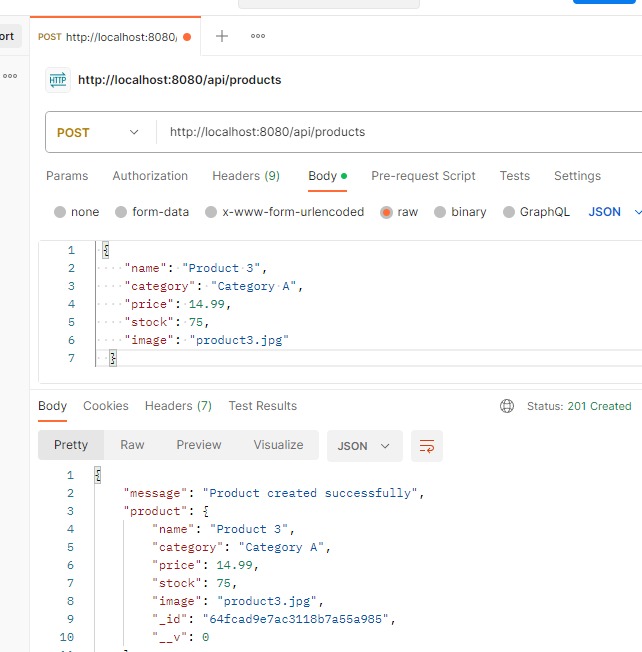 ort
POST http://localhost:8080/
HTTP http://localhost:8080/api/products
POST http://localhost:8080/api/products
Params Authorization Headers (9) Body Pre-request Script Tests Settings
none form-data x-www-form-urlencoded raw binary GraphQL JSON
1 {
2 "name": "Product 3",
3 "category": "Category A",
4 "price": 14.99,
5 "stock": 75,
6 "image": "product3.jpg"
7 }
Body Cookies Headers (7) Test Results Status: 201 Created
Pretty Raw Preview Visualize JSON
1 {
2 "message": "Product created successfully",
3 "product": {
4 "name": "Product 3",
5 "category": "Category A",
6 "price": 14.99,
7 "stock": 75,
8 "image": "product3.jpg",
9 "_id": "64fcad9e7ac3118b7a55a985",
10 "__v": 0